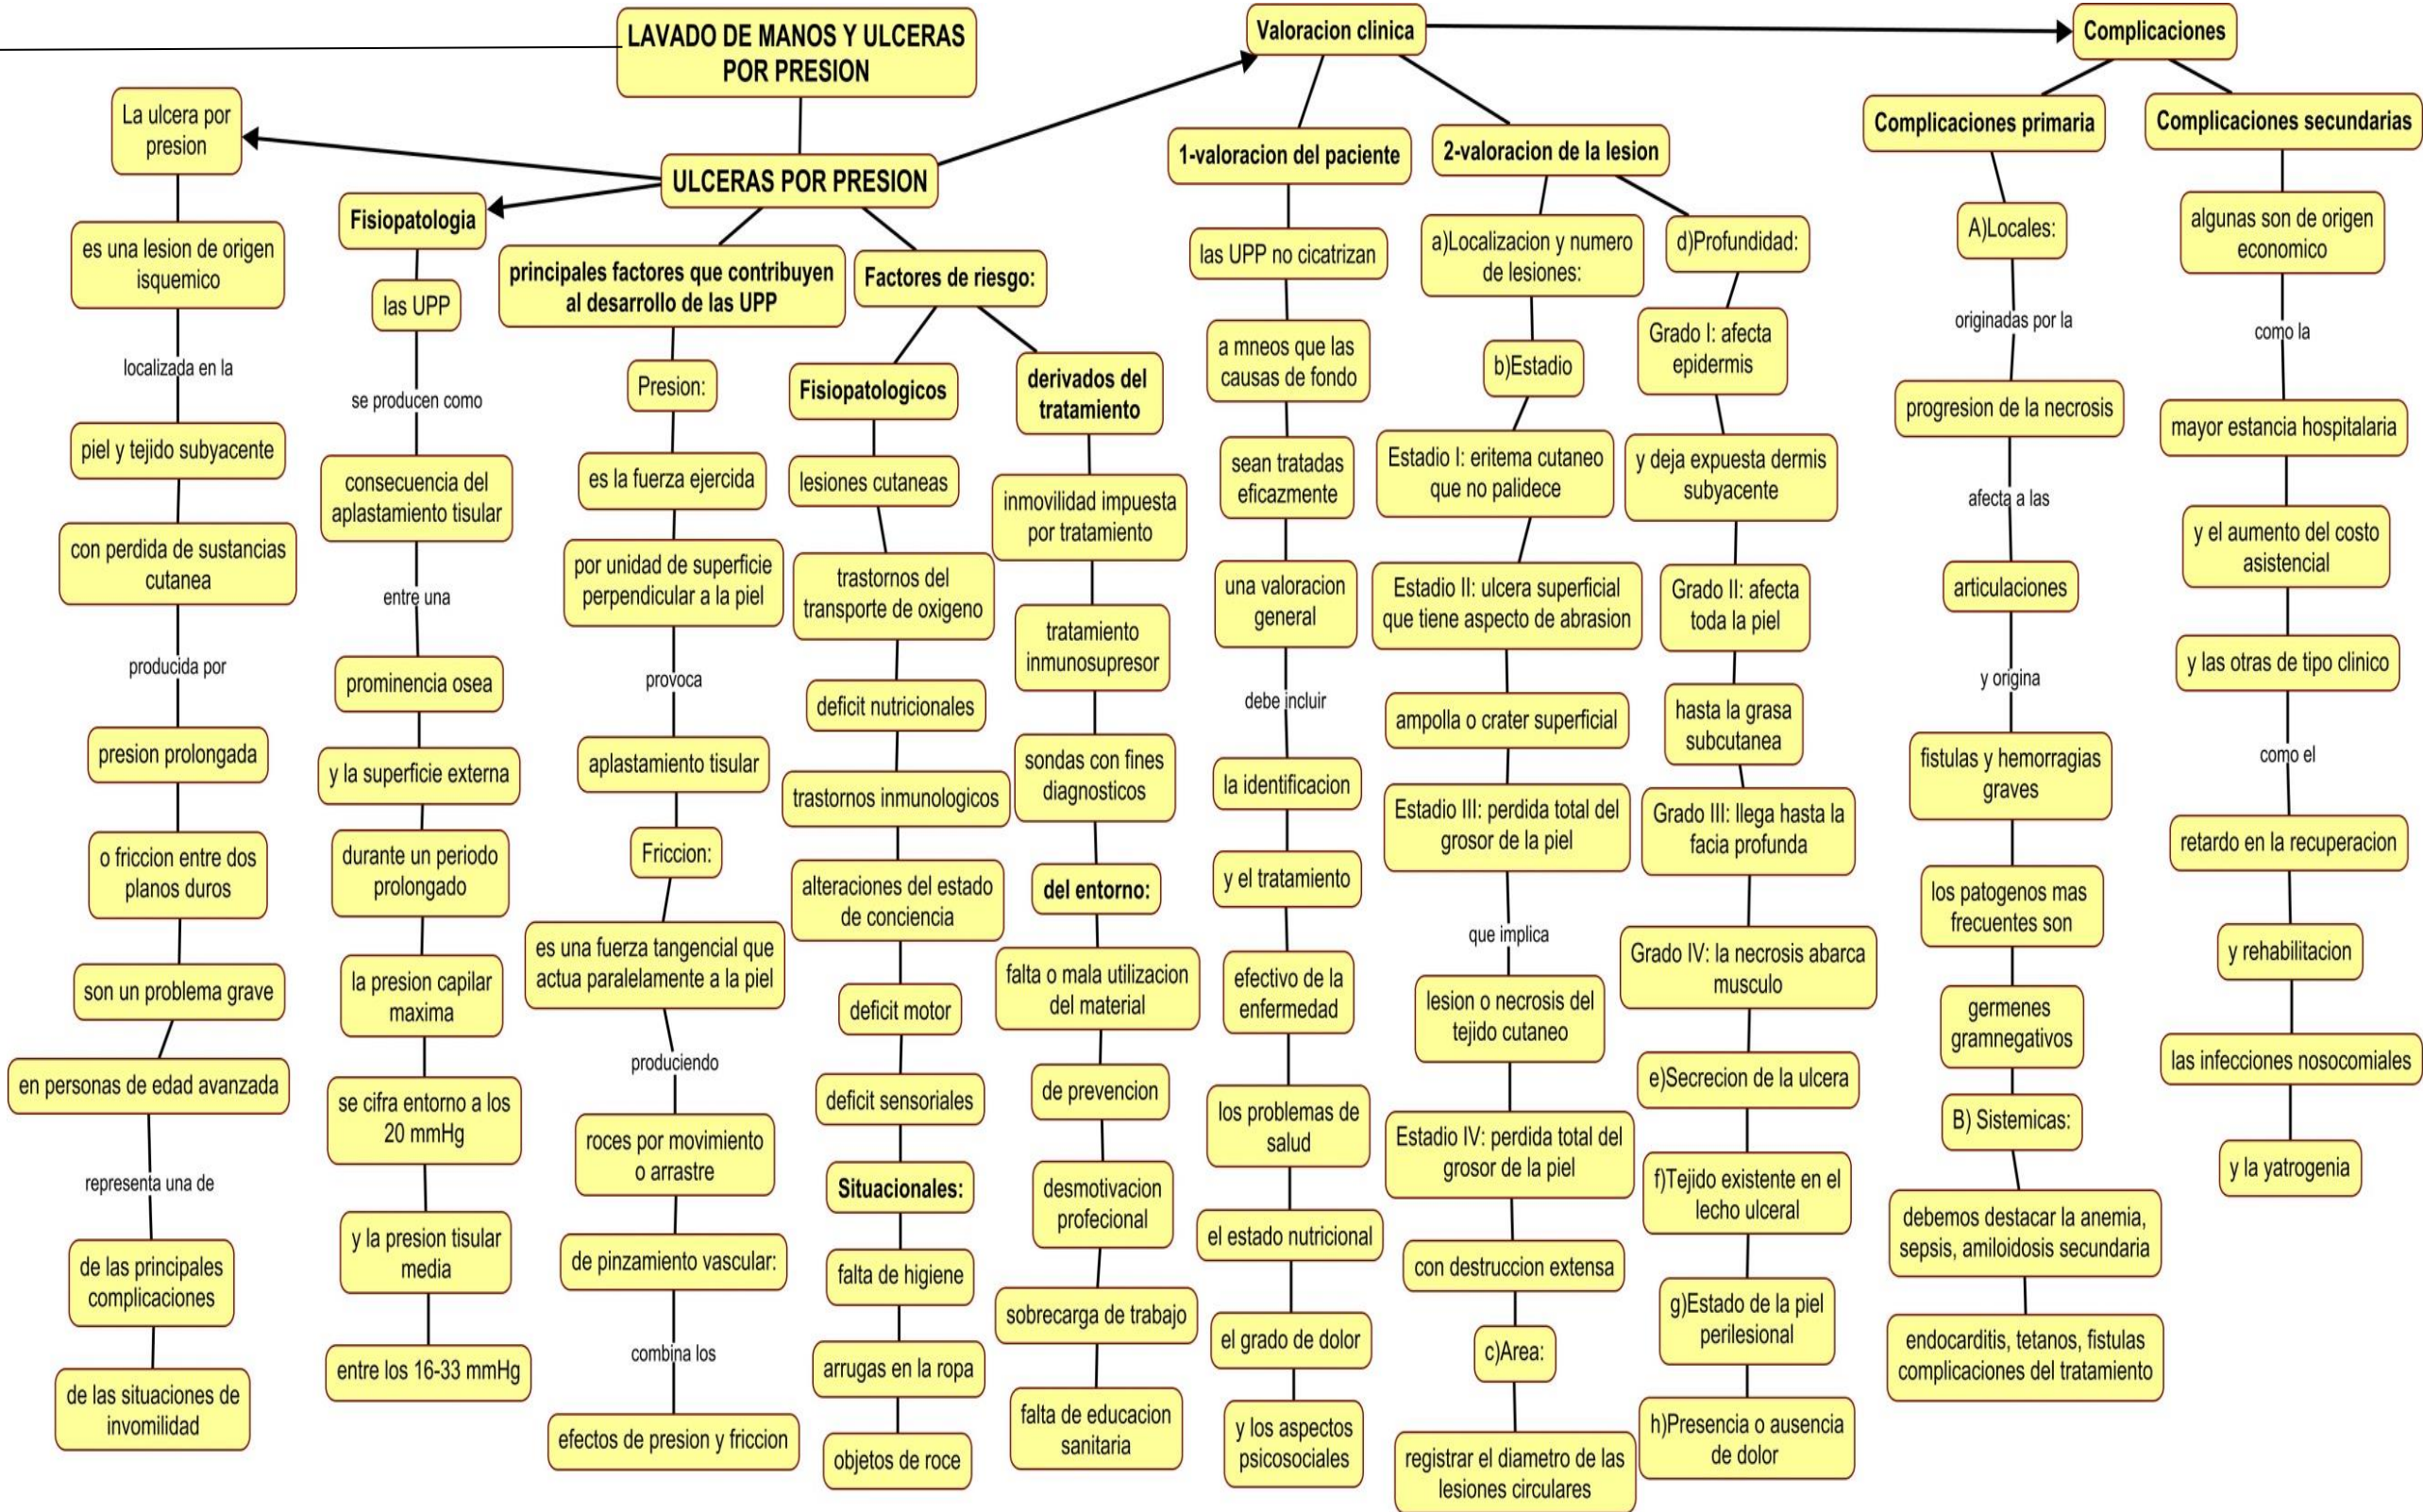 LAVADO DE MANOS Y ULCERAS
POR PRESION
ULCERAS POR PRESION
La ulcera por
presion
es una lesion de origen
isquemico
localizada en la
piel y tejido subyacente
con perdida de sustancias
cutanea
producida por
presion prolongada
o friccion entre dos
planos duros
son un problema grave
en personas de edad avanzada
representa una de
de las principales
complicaciones
de las situaciones de
invomilidad
Fisiopatologia
las UPP
se producen como
consecuencia del
aplastamiento tisular
entre una
prominencia osea
y la superficie externa
durante un periodo
prolongado
la presion capilar
maxima
se cifra entorno a los
20 mmHg
y la presion tisular
media
entre los 16-33 mmHg
principales factores que contribuyen
al desarrollo de las UPP
Presion:
es la fuerza ejercida
por unidad de superficie
perpendicular a la piel
provoca
aplastamiento tisular
Friccion:
es una fuerza tangencial que
actua paralelamente a la piel
produciendo
roces por movimiento
o arrastre
de pinzamiento vascular:
combina los
efectos de presion y friccion
Factores de riesgo:
Fisiopatologicos
lesiones cutaneas
trastornos del
transporte de oxigeno
deficit nutricionales
trastornos inmunologicos
alteraciones del estado
de conciencia
deficit motor
deficit sensoriales
Situacionales:
falta de higiene
arrugas en la ropa
objetos de roce
derivados del
tratamiento
inmovilidad impuesta
por tratamiento
tratamiento
inmunosupresor
sondas con fines
diagnosticos
del entorno:
falta o mala utilizacion
del material
de prevencion
desmotivacion
profecional
sobrecarga de trabajo
falta de educacion
sanitaria
Valoracion clinica
1-valoracion del paciente
las UPP no cicatrizan
a mneos que las
causas de fondo
sean tratadas
eficazmente
una valoracion
general
debe incluir
la identificacion
y el tratamiento
efectivo de la
enfermedad
los problemas de
salud
el estado nutricional
el grado de dolor
y los aspectos
psicosociales
2-valoracion de la lesion
a)Localizacion y numero
de lesiones:
b)Estadio
Estadio I: eritema cutaneo
que no palidece
Estadio II: ulcera superficial
que tiene aspecto de abrasion
ampolla o crater superficial
Estadio III: perdida total del
grosor de la piel
que implica
lesion o necrosis del
tejido cutaneo
Estadio IV: perdida total del
grosor de la piel
con destruccion extensa
c)Area:
registrar el diametro de las
lesiones circulares
d)Profundidad:
Grado I: afecta
epidermis
y deja expuesta dermis
subyacente
Grado II: afecta
toda la piel
hasta la grasa
subcutanea
Grado III: llega hasta la
facia profunda
Grado IV: la necrosis abarca
musculo
e)Secrecion de la ulcera
f)Tejido existente en el
lecho ulceral
g)Estado de la piel
perilesional
h)Presencia o ausencia
de dolor
Complicaciones
Complicaciones primaria
A)Locales:
originadas por la
progresion de la necrosis
afecta a las
articulaciones
y origina
fistulas y hemorragias
graves
los patogenos mas
frecuentes son
germenes
gramnegativos
B) Sistemicas:
debemos destacar la anemia,
sepsis, amiloidosis secundaria
endocarditis, tetanos, fistulas
complicaciones del tratamiento
Complicaciones secundarias
algunas son de origen
economico
como la
mayor estancia hospitalaria
y el aumento del costo
asistencial
y las otras de tipo clinico
como el
retardo en la recuperacion
y rehabilitacion
las infecciones nosocomiales
y la yatrogenia